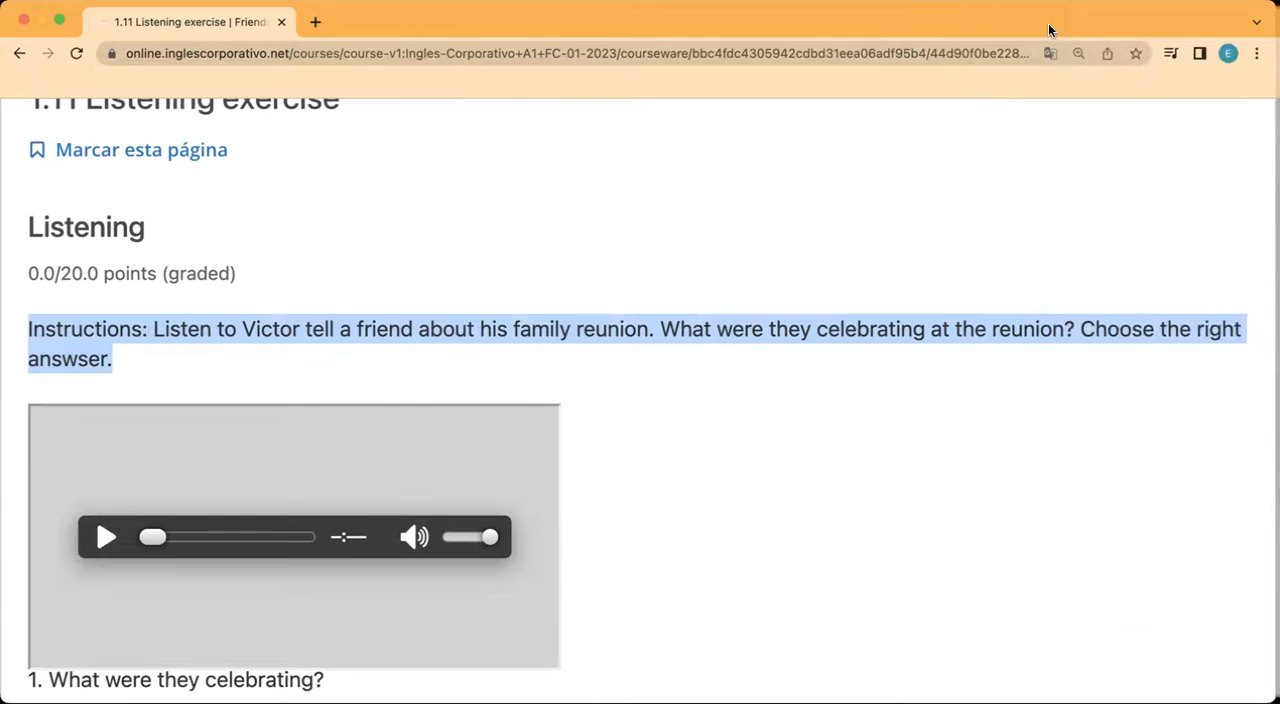 1.11 Listening exercise | Friend
online.inglescorporativo.net/courses/course-v1:Ingles-Corporativo+A1+FC-01-2023/courseware/bbc4fdc4305942cdbd31eea06adf95b4/44d90f0be228...
E
1.11 Listening exercise
Marcar esta página
Listening
0.0/20.0 points (graded)
Instructions: Listen to Victor tell a friend about his family reunion. What were they celebrating at the reunion? Choose the right
answser.
-:--
1. What were they celebrating?